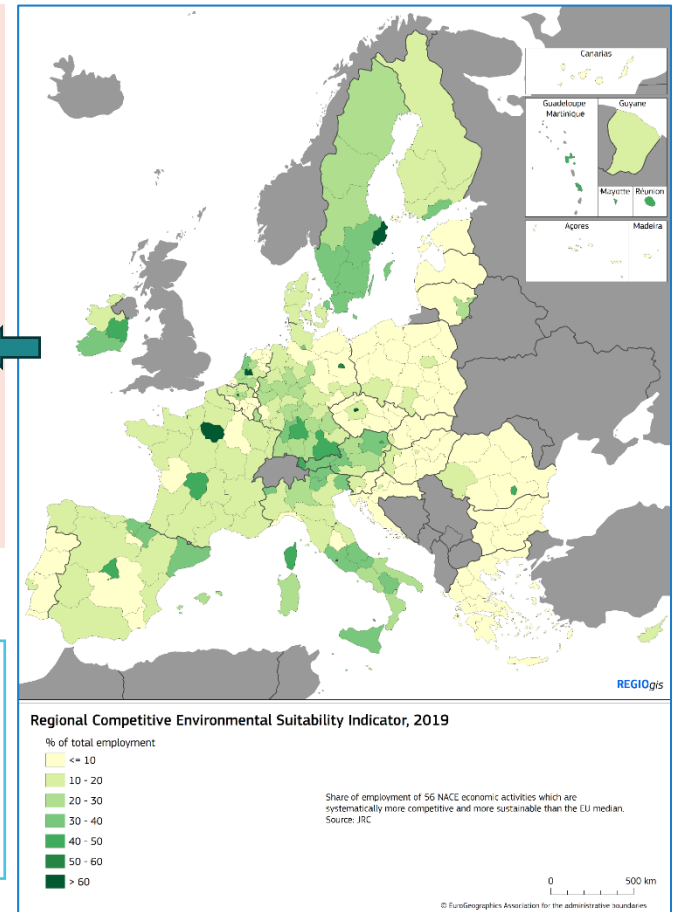 Canarias
Guadeloupe
Martinique
Guyane
Mayotte
Réunion
Açores
Madeira
REGIOgis
Regional Competitive Environmental Suitability Indicator, 2019
% of total employment
<= 10
10 - 20
20 - 30
30 - 40
40 - 50
50 - 60
> 60
Share of employment of 56 NACE economic activities which are
systematically more competitive and more sustainable than the EU median.
Source: JRC
0 500 km
© EuroGeographics Association for the administrative boundaries